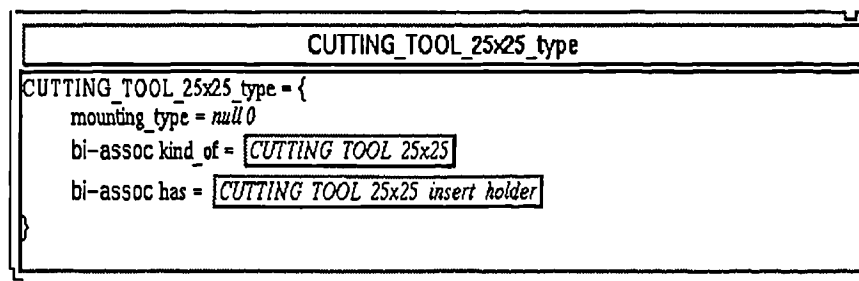 CUTTING_TOOL_25x25_type
CUTTING_TOOL_25x25_type = {
mounting_type = null 0
bi-assoc kind_of = CUTTING TOOL 25x25
bi-assoc has = CUTTING TOOL 25x25 insert holder
}